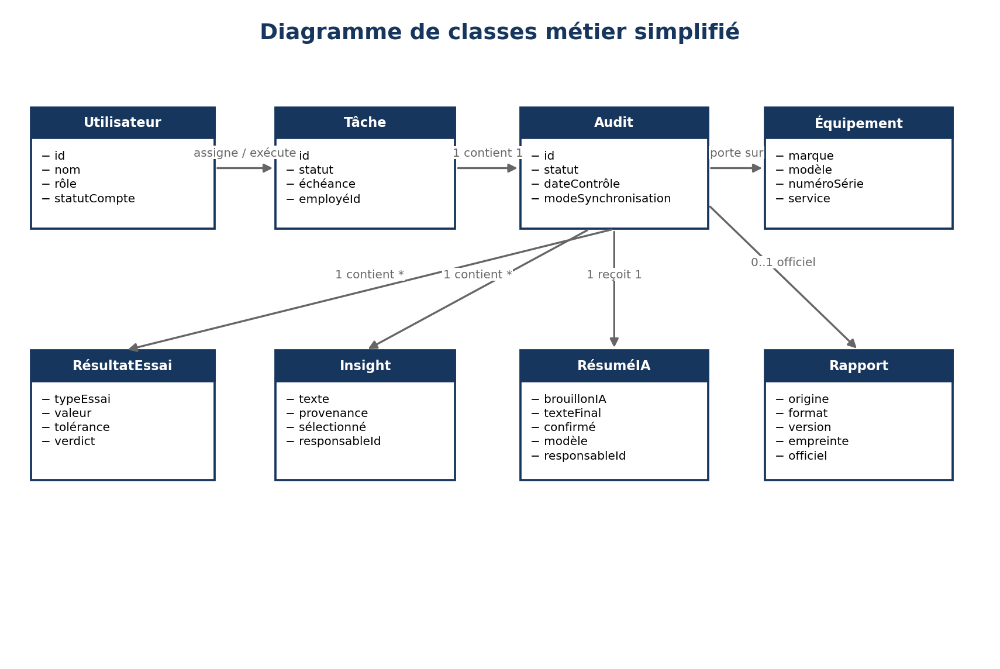 Diagramme de classes métier simplifié
Utilisateur
− id
− nom
− rôle
− statutCompte
assigne / exécute
Tâche
id
− statut
− échéance
− employéId
1 contient 1
Audit
− id
− statut
− dateContrôle
− modeSynchronisation
porte sur
Équipement
− marque
− modèle
− numéroSérie
− service
1 contient *
1 contient *
1 reçoit 1
0..1 officiel
RésultatEssai
− typeEssai
− valeur
− tolérance
− verdict
Insight
− texte
− provenance
− sélectionné
− responsableId
RésuméIA
− brouillonIA
− texteFinal
− confirmé
− modèle
− responsableId
Rapport
− origine
− format
− version
− empreinte
− officiel